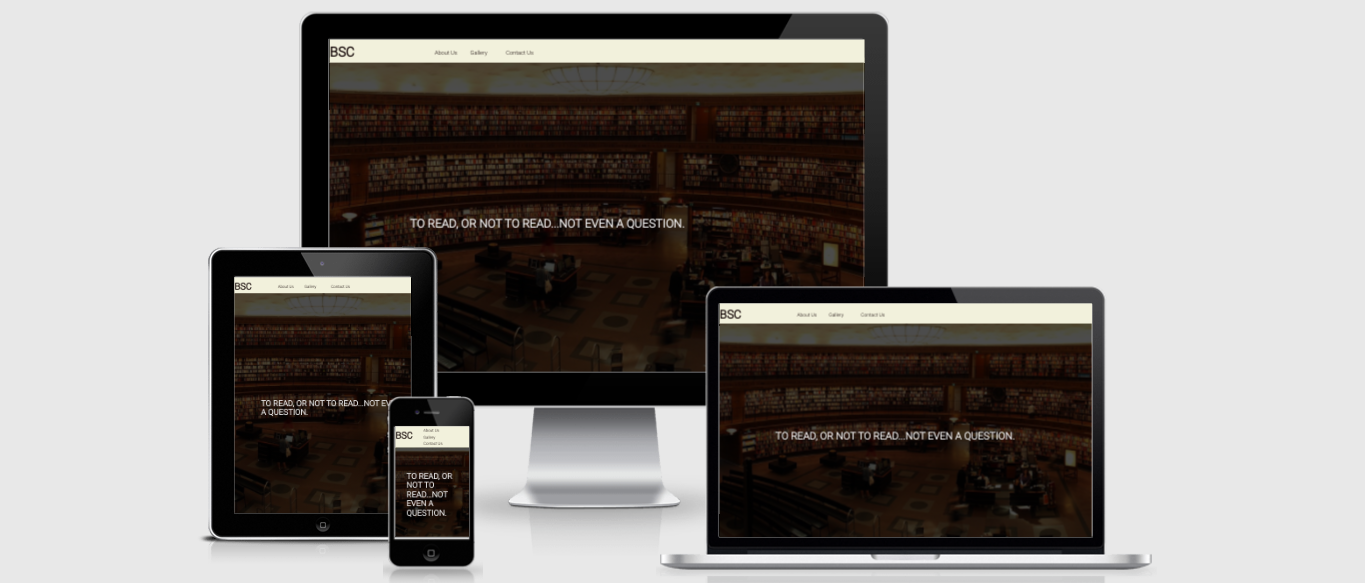 BSC About Us Gallery Contact Us
TO READ, OR NOT TO READ...NOT EVEN A QUESTION.
BSC About Us Gallery Contact Us
TO READ, OR NOT TO READ...NOT EV
A QUESTION.
BSC
About Us
Gallery
Contact Us
TO READ, OR
NOT TO
READ...NOT
EVEN A
QUESTION.
BSC About Us Gallery Contact Us
TO READ, OR NOT TO READ...NOT EVEN A QUESTION.